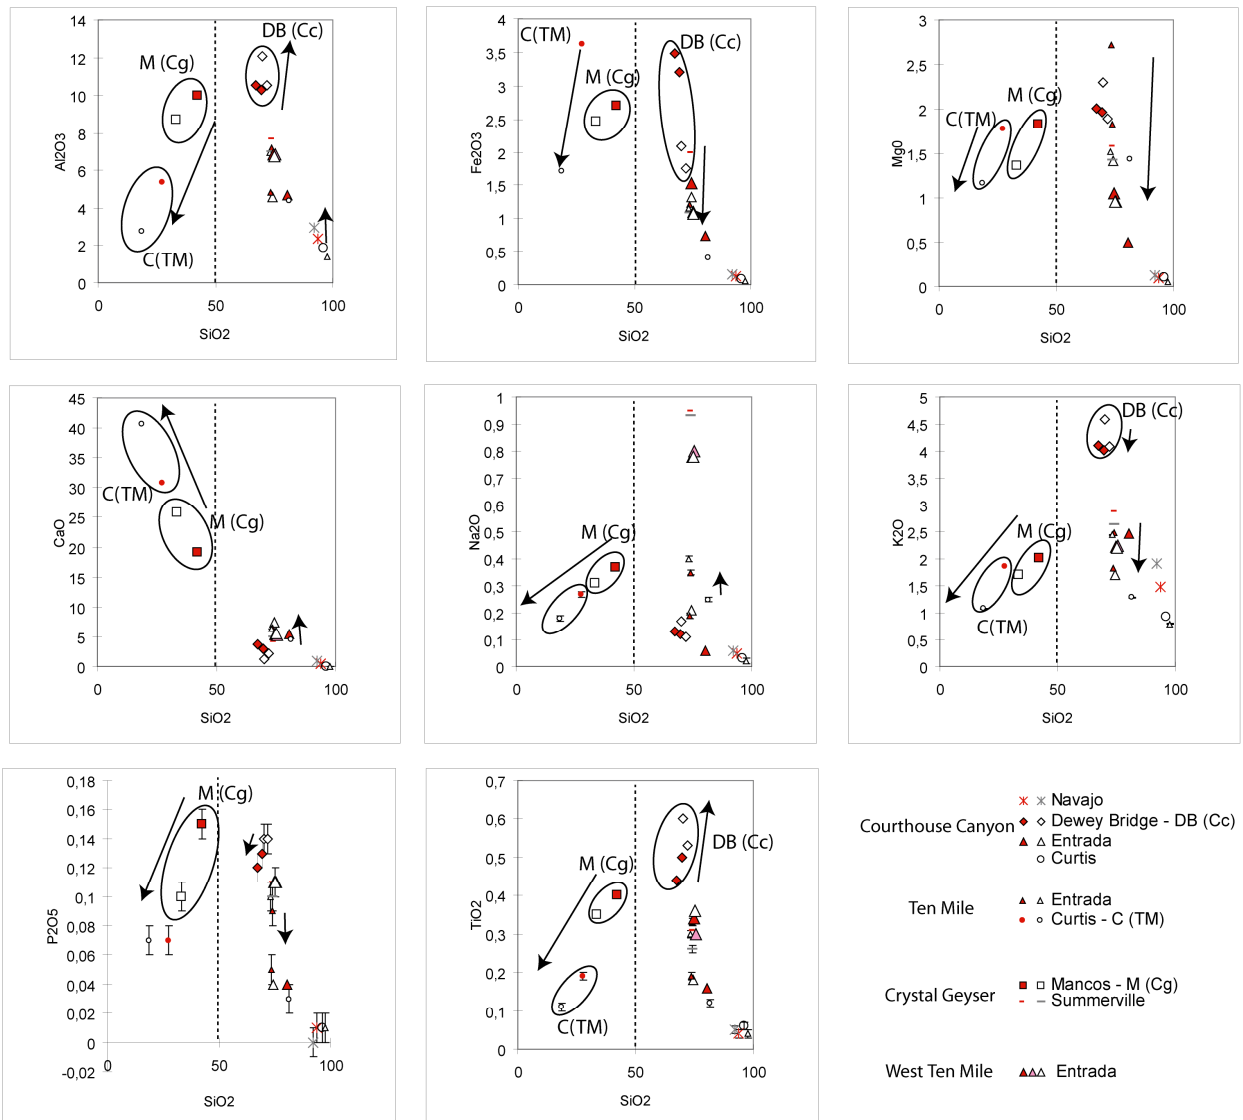 14
12
10
8
6
4
2
0
0
50
100
Al2O3
SiO2
DB (Cc)
M (Cg)
C(TM)
4
3,5
3
2,5
2
1,5
1
0,5
0
0
50
100
Fe2O3
SiO2
C(TM)
M (Cg)
DB (Cc)
3
2,5
2
1,5
1
0,5
0
0
50
100
Mg0
SiO2
C(TM)
M (Cg)
45
40
35
30
25
20
15
10
5
0
0
50
100
CaO
SiO2
C(TM)
M (Cg)
1
0,9
0,8
0,7
0,6
0,5
0,4
0,3
0,2
0,1
0
0
50
100
Na2O
SiO2
M (Cg)
5
4,5
4
3,5
3
2,5
2
1,5
1
0,5
0
0
50
100
K2O
SiO2
DB (Cc)
M (Cg)
C(TM)
0,18
0,16
0,14
0,12
0,1
0,08
0,06
0,04
0,02
0
-0,02
0
50
100
P2O5
SiO2
M (Cg)
0,7
0,6
0,5
0,4
0,3
0,2
0,1
0
0
50
100
TiO2
SiO2
M (Cg)
DB (Cc)
C(TM)
Courthouse Canyon
Navajo
Dewey Bridge - DB (Cc)
Entrada
Curtis
Ten Mile
Entrada
Curtis - C (TM)
Crystal Geyser
Mancos - M (Cg)
Summerville
West Ten Mile
Entrada